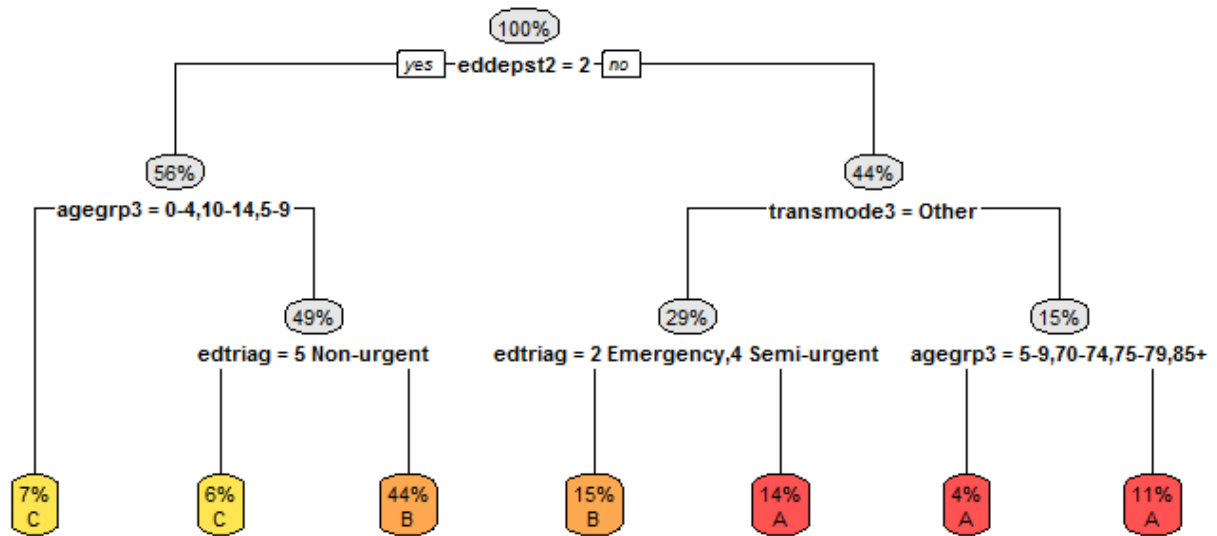 100%
yes eddepst2 = 2 no
56% 44%
agegrp3 = 0-4,10-14,5-9 transmode3 = Other
49% 29% 15%
edtriag = 5 Non-urgent edtriag = 2 Emergency,4 Semi-urgent agegrp3 = 5-9,70-74,75-79,85+
7% 6% 44% 15% 14% 4% 11%
C C B B A A A